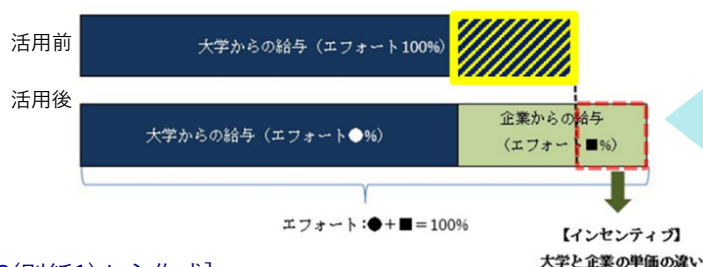 活用前
大学からの給与（エフォート100%）
活用後
大学からの給与（エフォート●%）
企業からの給与
（エフォート■%）
エフォート:●＋■＝100%
【インセンティブ】
大学と企業の単価の違い